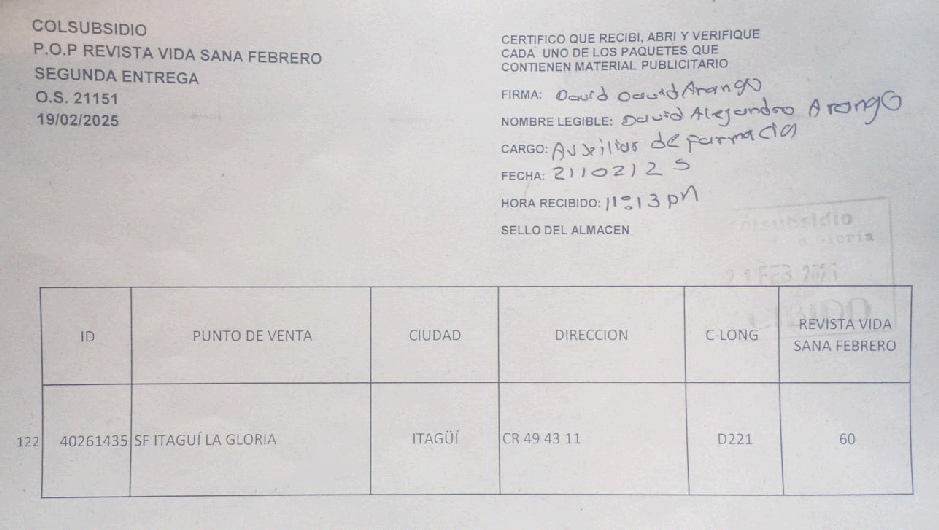 COLSUBSIDIO
P.O.P REVISTA VIDA SANA FEBRERO
SEGUNDA ENTREGA
O.S. 21151
19/02/2025
CERTIFICO QUE RECIBI, ABRI Y VERIFIQUE
CADA UNO DE LOS PAQUETES QUE
CONTIENEN MATERIAL PUBLICITARIO
FIRMA: David David Arango
NOMBRE LEGIBLE: David Alejandro Arango
CARGO: Auxiliar de farmacia
FECHA: 21/02/25
HORA RECIBIDO: 1:13 pm
SELLO DEL ALMACEN
colsubsidio
ID PUNTO DE VENTA CIUDAD DIRECCION C-LONG REVISTA VIDA
SANA FEBRERO
122 40261435 SF ITAGUÍ LA GLORIA ITAGÜÍ CR 49 43 11 D221 60